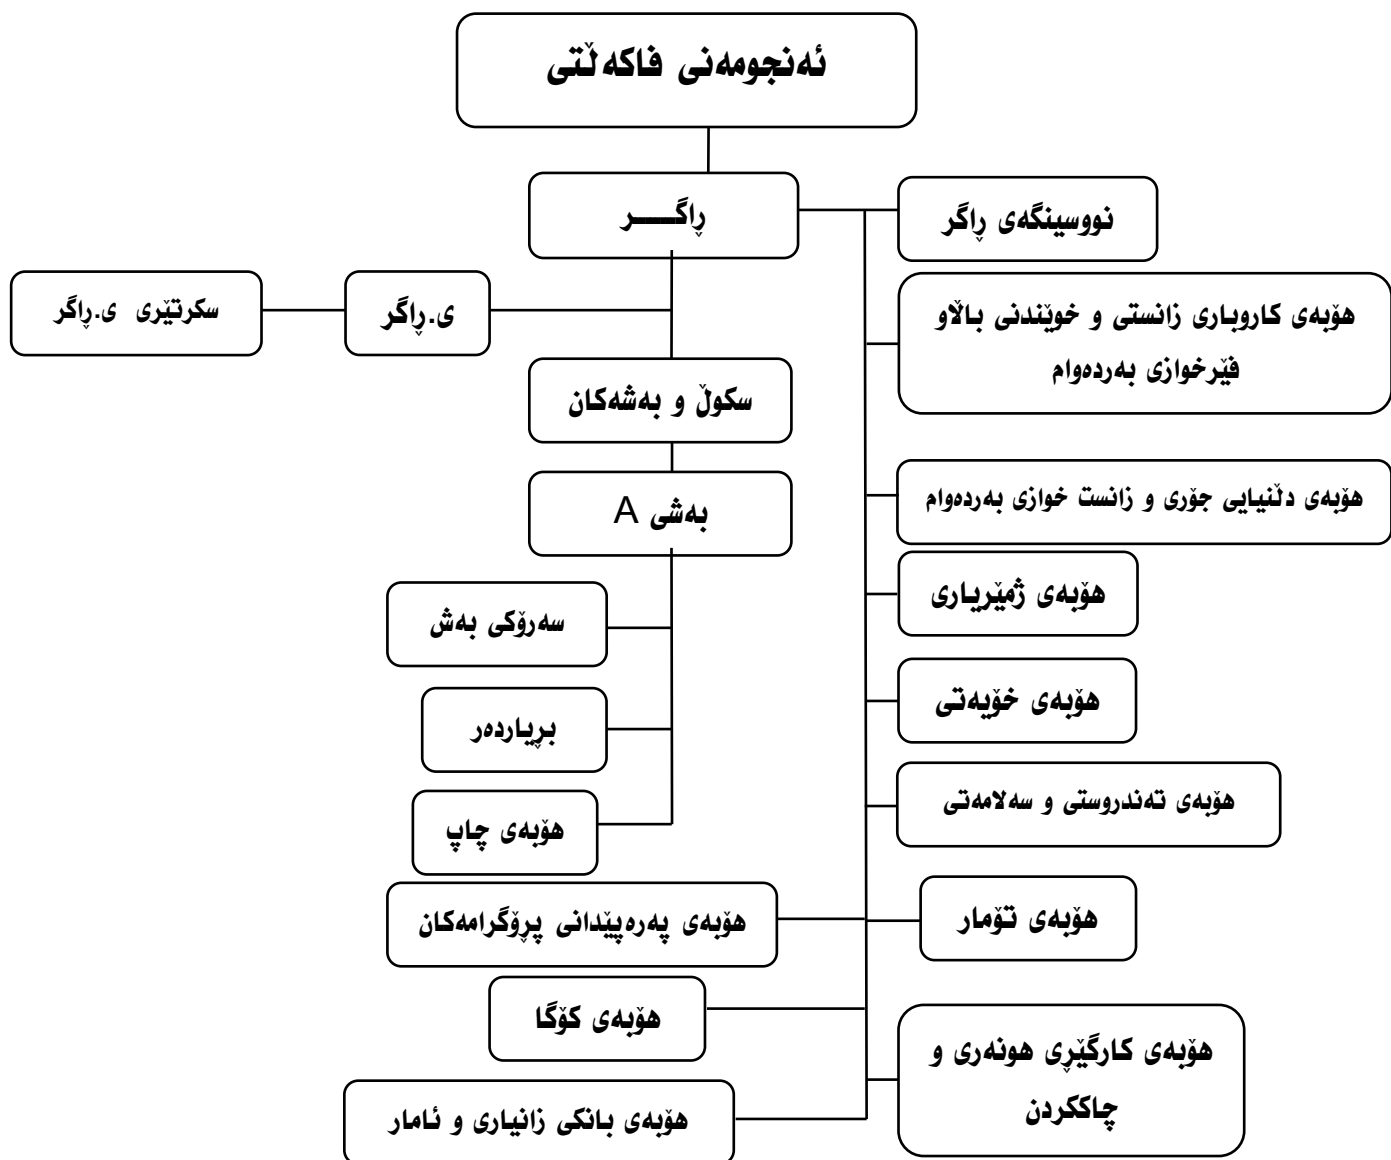 ئەنجومەنی فاکەڵتی
ڕاگـــــر
نووسینگەی ڕاگر
سکرتێری ی.ڕاگر
ی.ڕاگر
هۆبەی کاروباری زانستی و خوێندنی باڵاو
فێرخوازی بەردەوام
سکوڵ و بەشەکان
هۆبەی دڵنیایی جۆری و زانست خوازی بەردەوام
بەشی A
هۆبەی ژمێریاری
سەرۆکی بەش
هۆبەی خۆیەتی
بڕیاردەر
هۆبەی تەندروستی و سەلامەتی
هۆبەی چاپ
هۆبەی تۆمار
هۆبەی پەرەپێدانی پڕۆگرامەکان
هۆبەی کۆگا
هۆبەی کارگێڕی هونەری و
چاککردن
هۆبەی بانکی زانیاری و ئامار